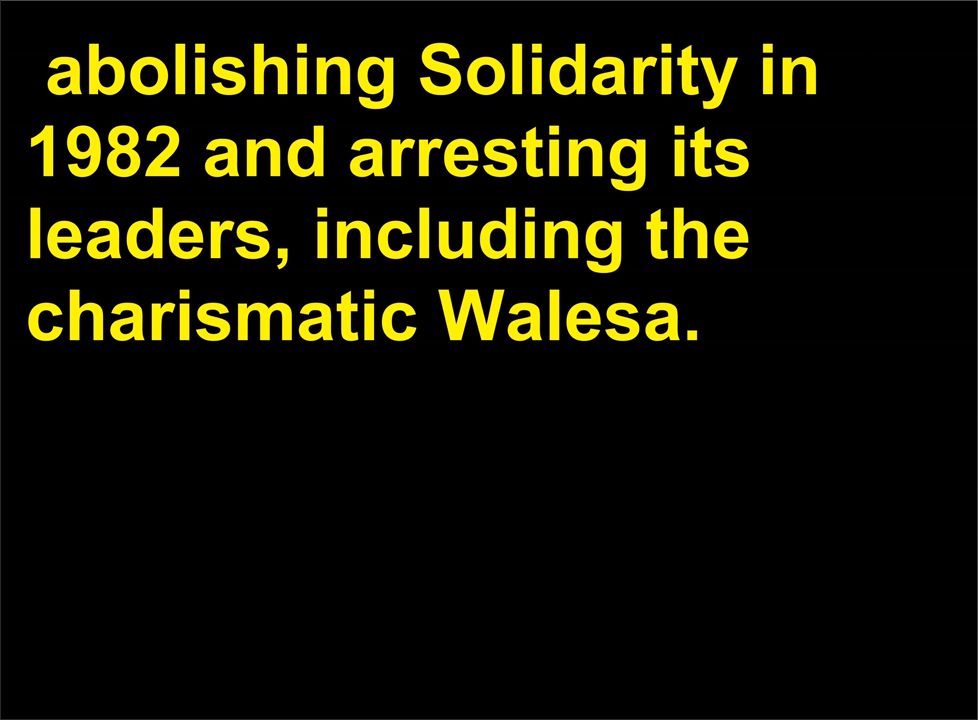 abolishing Solidarity in
1982 and arresting its
leaders, including the
charismatic Walesa.